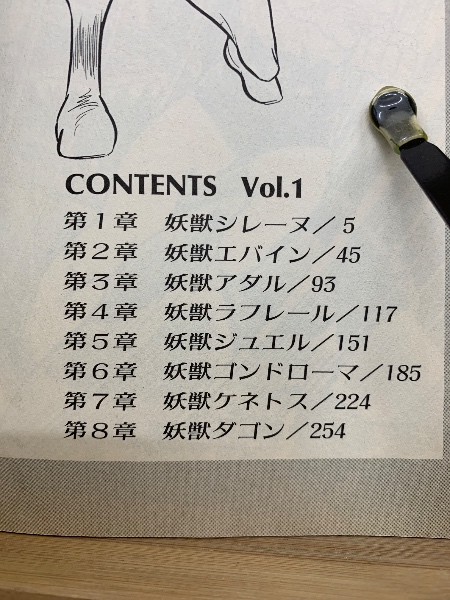 CONTENTS Vol.1
第1章 妖獣シレーヌ/5
第2章 妖獣エバイン/45
第3章 妖獣アダル/93
第4章 妖獣ラフレール/117
第5章 妖獣ジュエル/151
第6章 妖獣ゴンドローマ/185
第7章 妖獣ケネトス/224
第8章 妖獣ダゴン/254